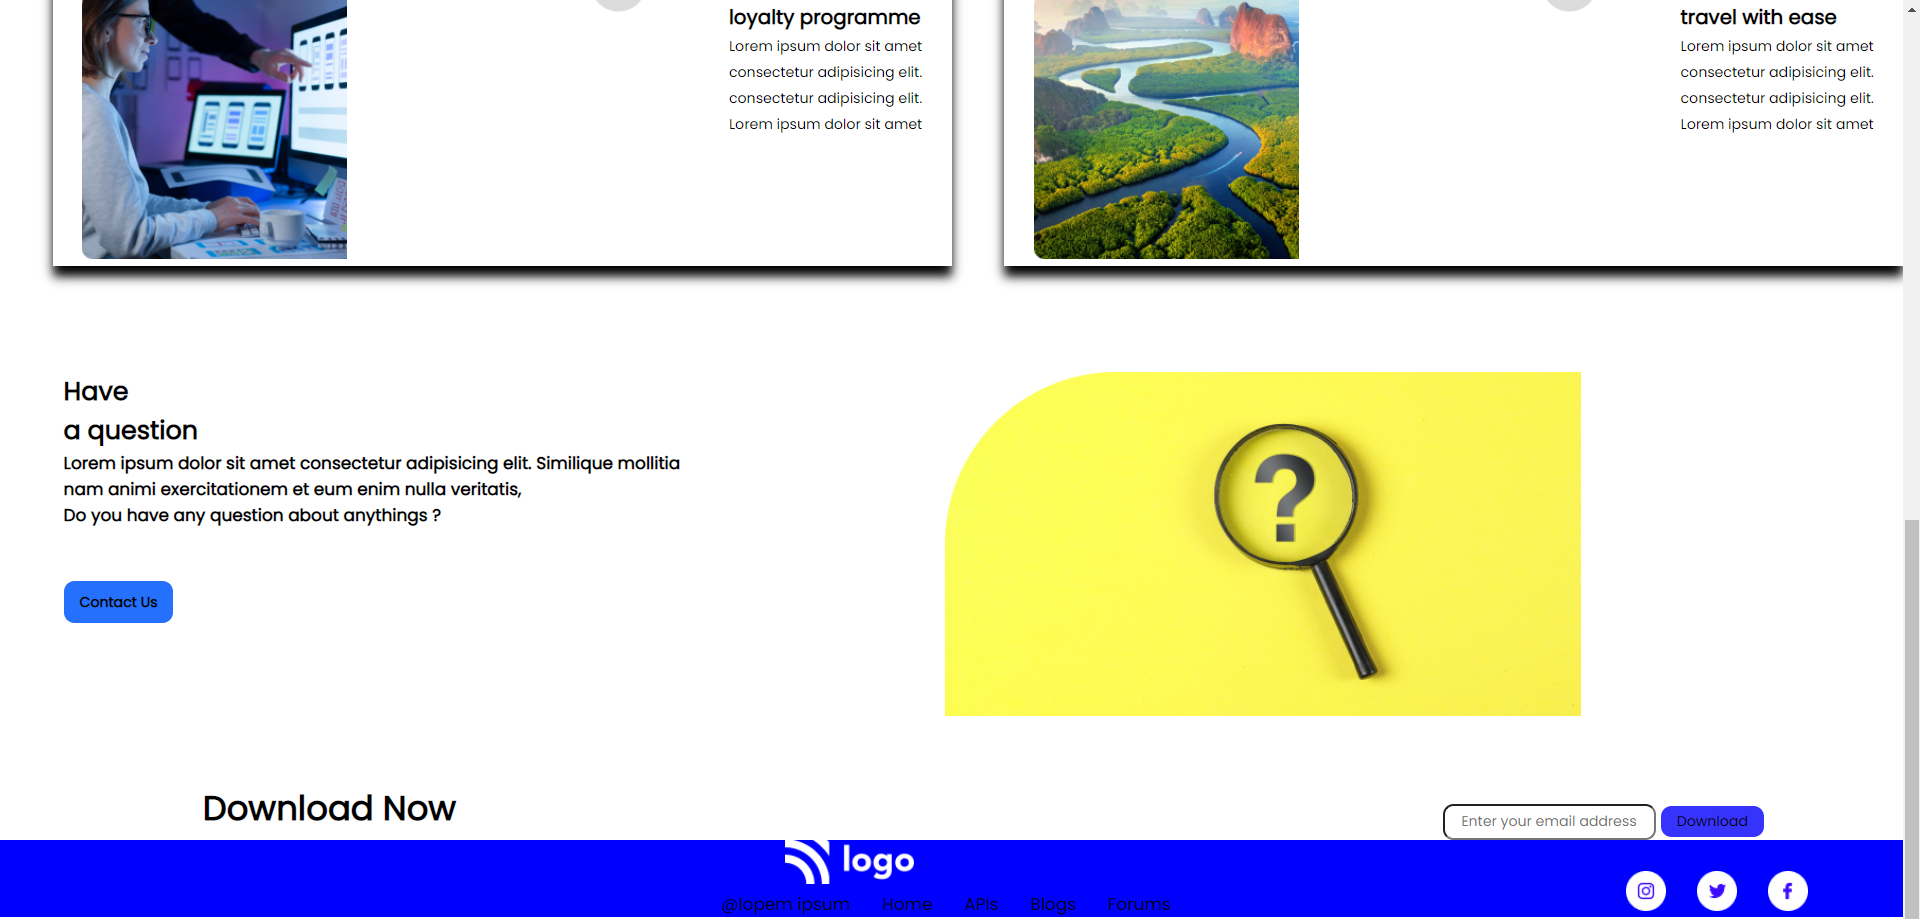 loyalty programme
Lorem ipsum dolor sit amet
consectetur adipisicing elit.
consectetur adipisicing elit.
Lorem ipsum dolor sit amet
travel with ease
Lorem ipsum dolor sit amet
consectetur adipisicing elit.
consectetur adipisicing elit.
Lorem ipsum dolor sit amet
Have
a question
Lorem ipsum dolor sit amet consectetur adipisicing elit. Similique mollitia
nam animi exercitationem et eum enim nulla veritatis,
Do you have any question about anythings ?
Contact Us
?
Download Now
Enter your email address
Download
logo
@lopem ipsum Home APIs Blogs Forums